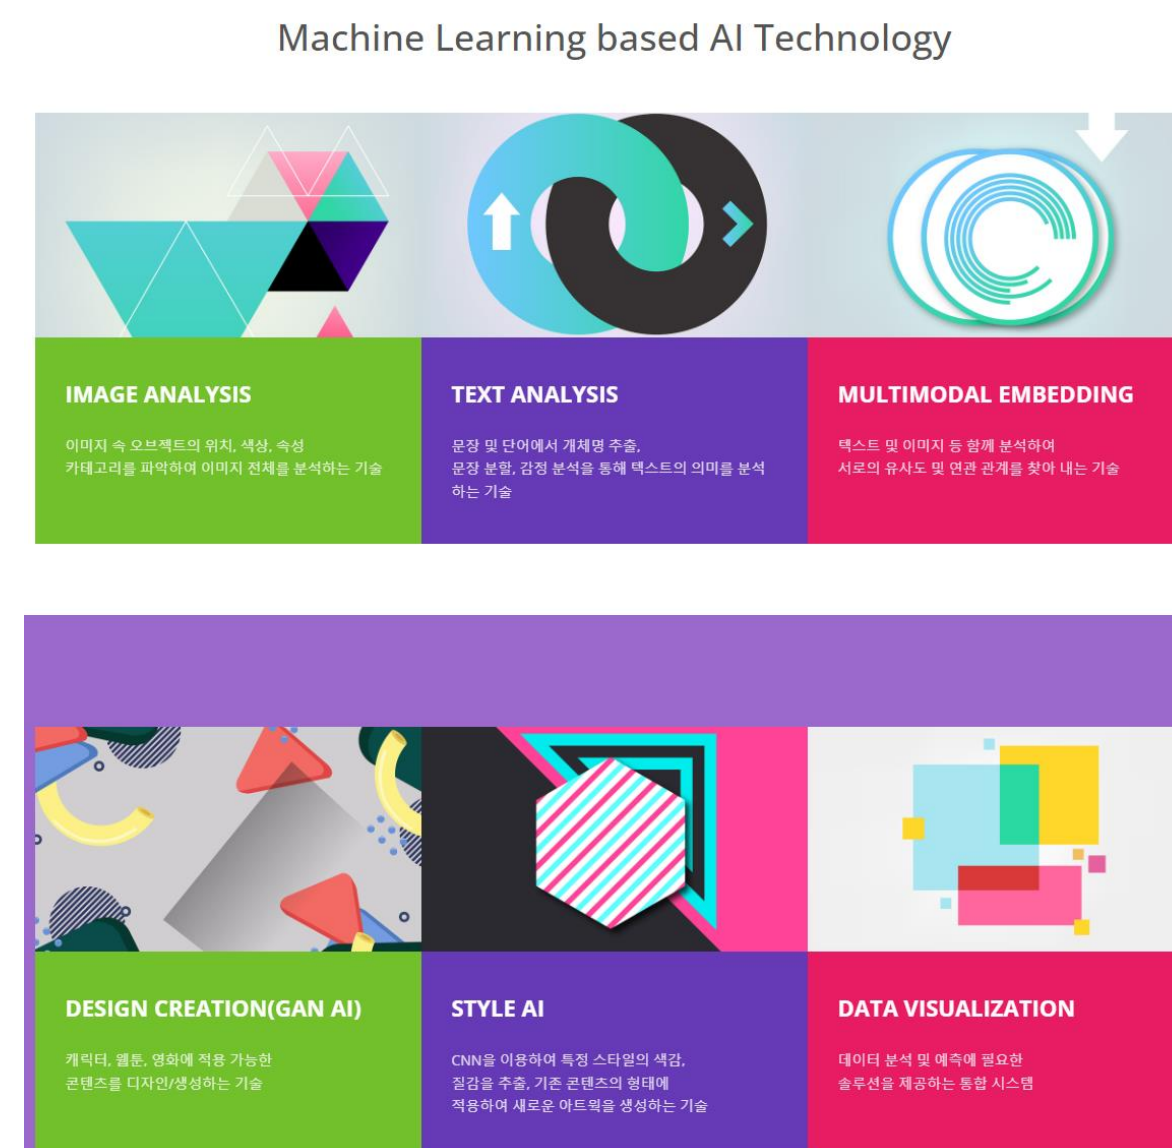 Machine Learning based AI Technology
IMAGE ANALYSIS
이미지 속 오브젝트의 위치, 색상, 속성
카테고리를 파악하여 이미지 전체를 분석하는 기술
TEXT ANALYSIS
문장 및 단어에서 개체명 추출,
문장 분할, 감정 분석을 통해 텍스트의 의미를 분석
하는 기술
MULTIMODAL EMBEDDING
텍스트 및 이미지 등 함께 분석하여
서로의 유사도 및 연관 관계를 찾아 내는 기술
DESIGN CREATION(GAN AI)
캐릭터, 웹툰, 영화에 적용 가능한
콘텐츠를 디자인/생성하는 기술
STYLE AI
CNN을 이용하여 특정 스타일의 색감,
질감을 추출, 기존 콘텐츠의 형태에
적용하여 새로운 아트웍을 생성하는 기술
DATA VISUALIZATION
데이터 분석 및 예측에 필요한
솔루션을 제공하는 통합 시스템